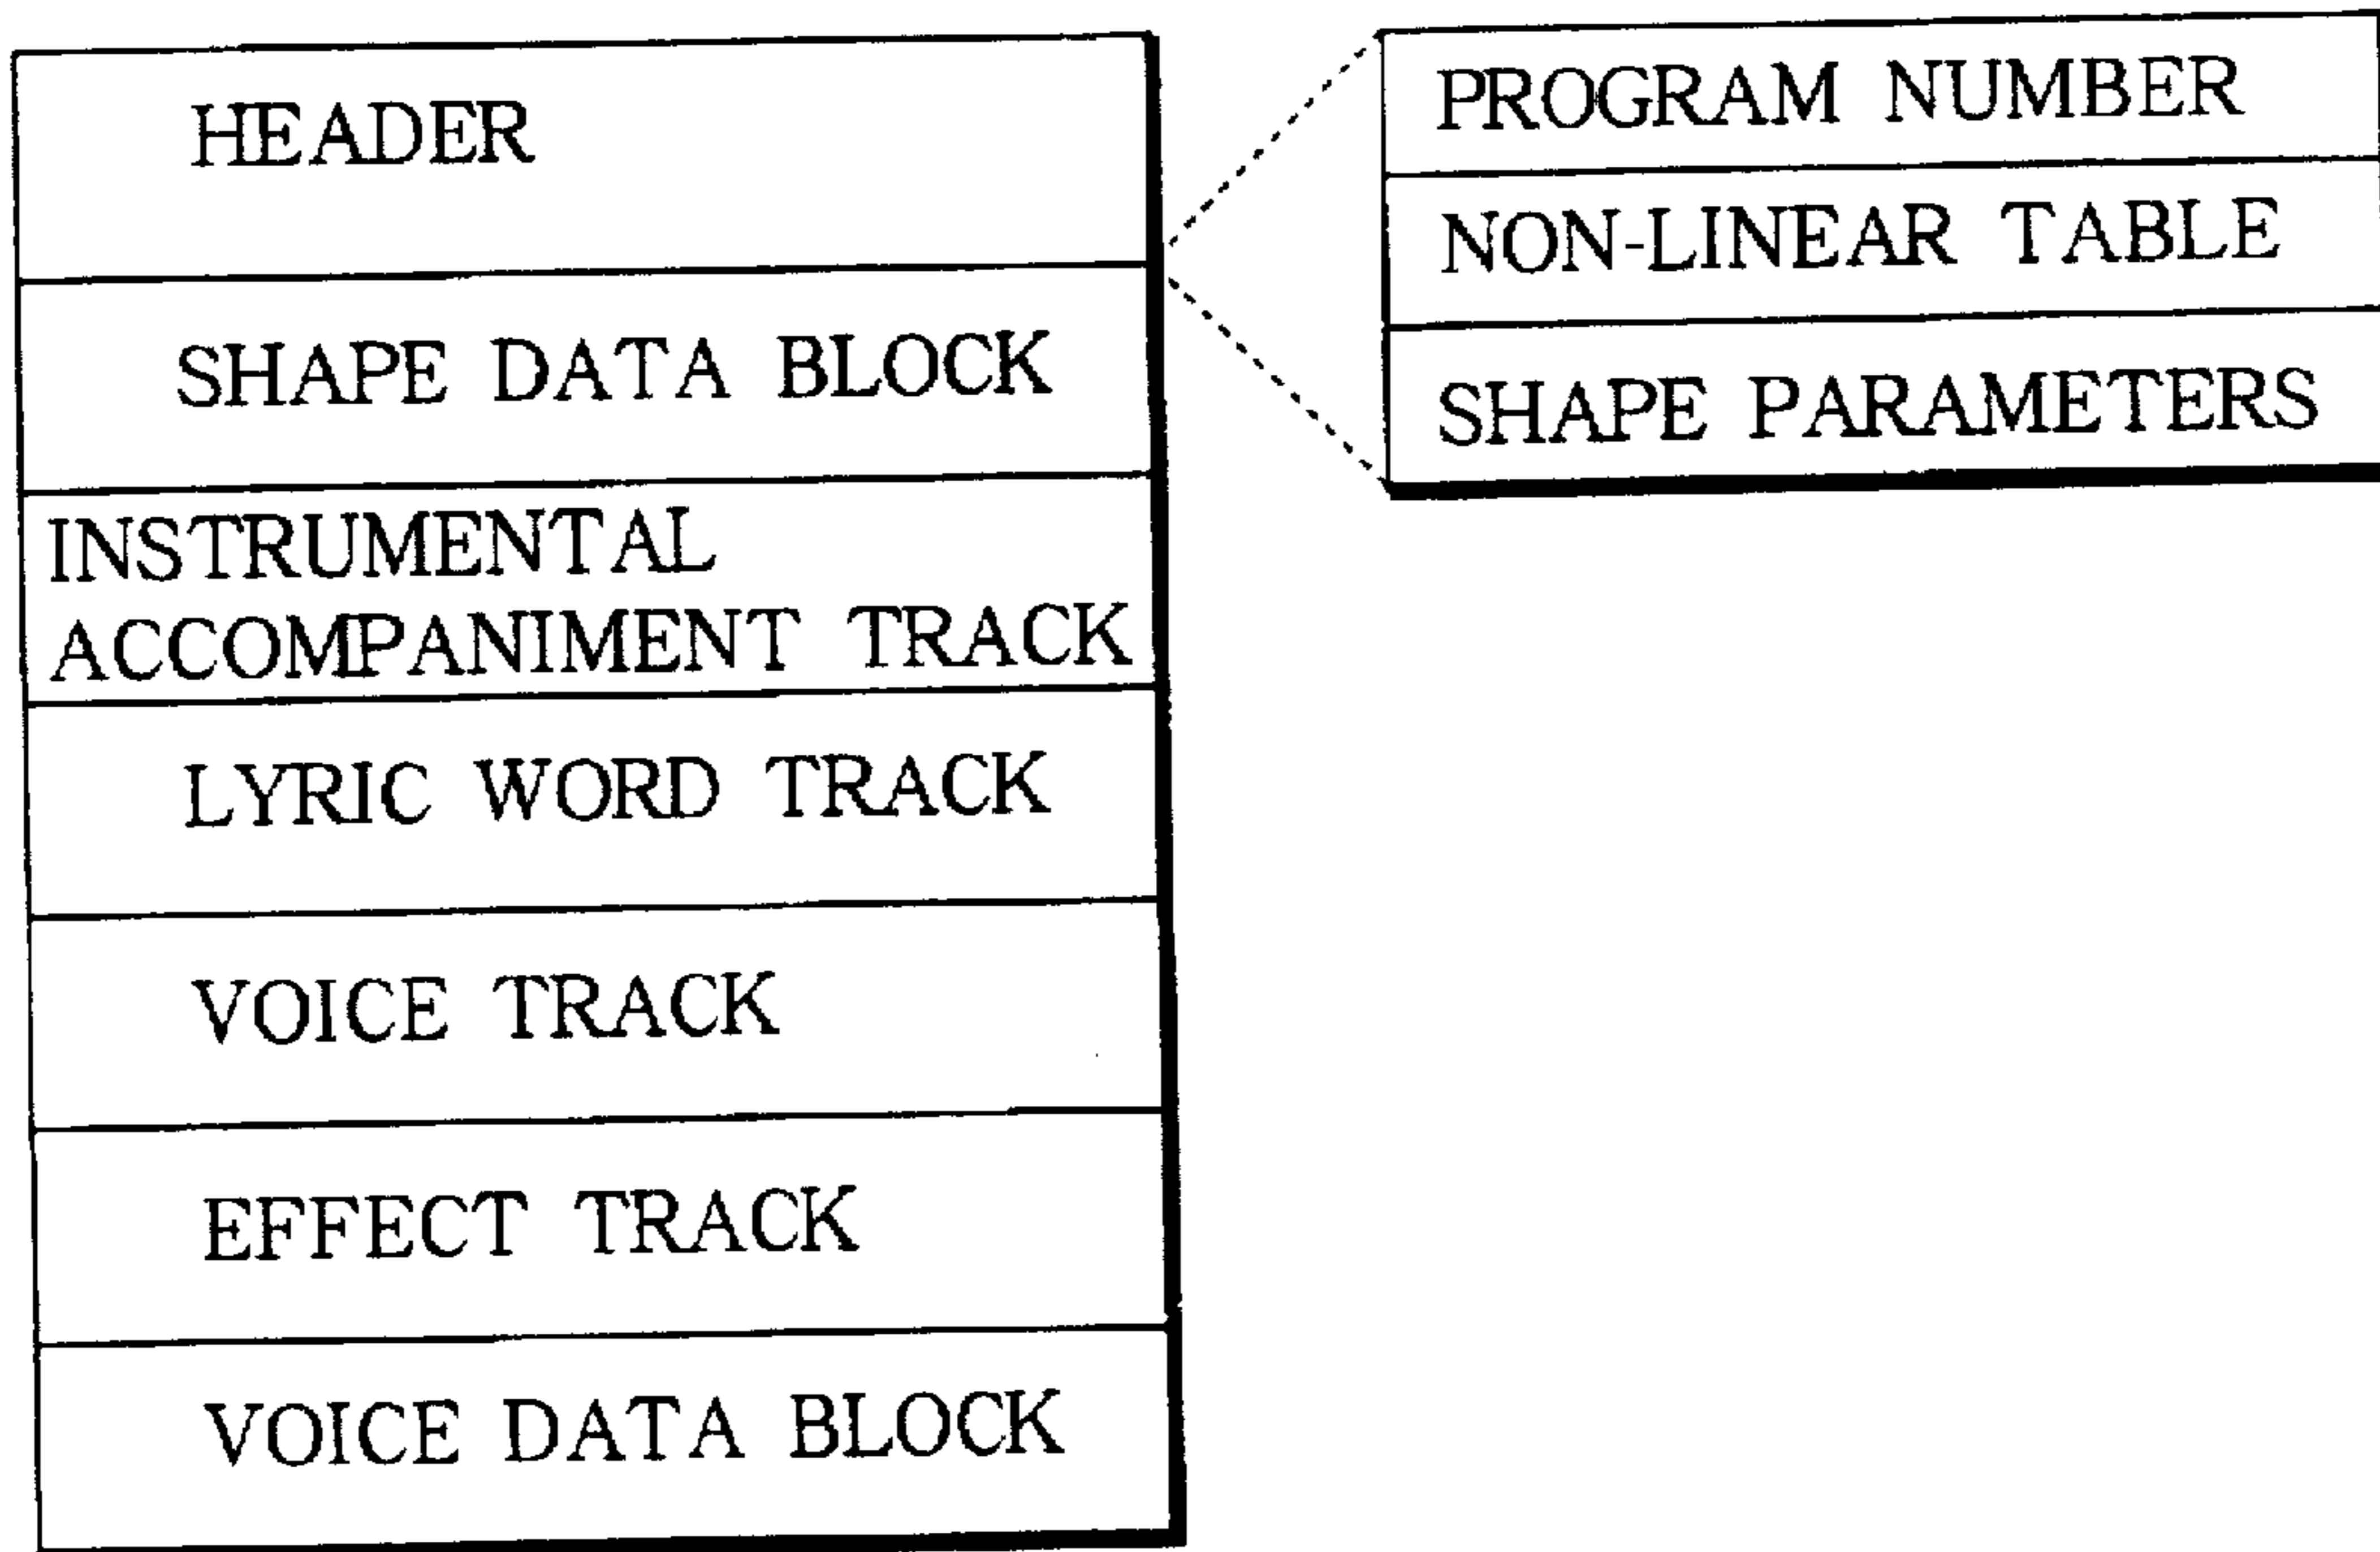 HEADER
SHAPE DATA BLOCK
INSTRUMENTAL
ACCOMPANIMENT TRACK
LYRIC WORD TRACK
VOICE TRACK
EFFECT TRACK
VOICE DATA BLOCK
PROGRAM NUMBER
NON-LINEAR TABLE
SHAPE PARAMETERS